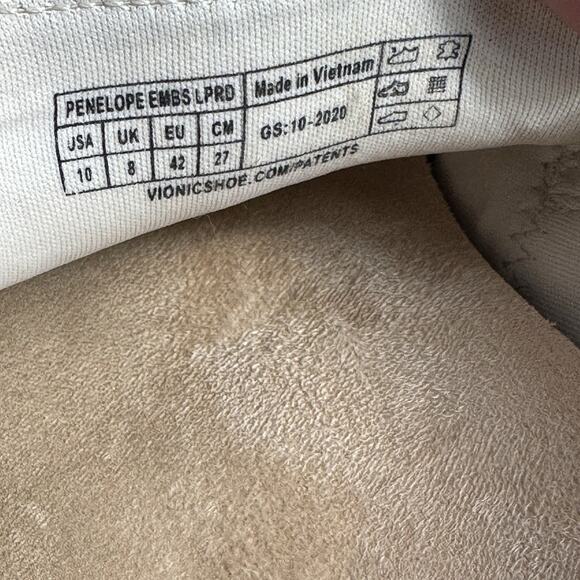 PENELOPE EMBS LPRD
Made in Vietnam
USA UK EU CM
10 8 42 27
GS:10-2020
VIONICSHOE.COM/PATENTS